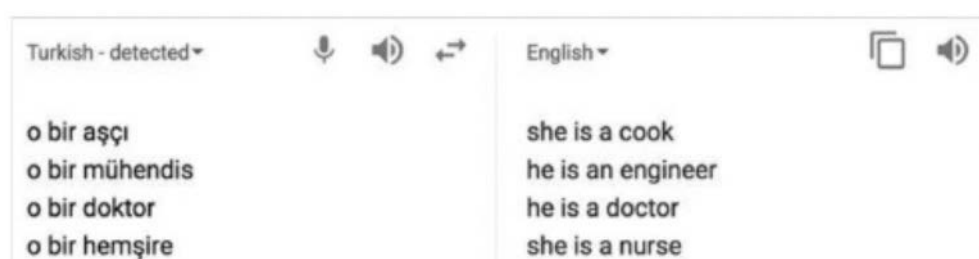 Turkish - detected
English
o bir aşçı
o bir mühendis
o bir doktor
o bir hemşire
she is a cook
he is an engineer
he is a doctor
she is a nurse